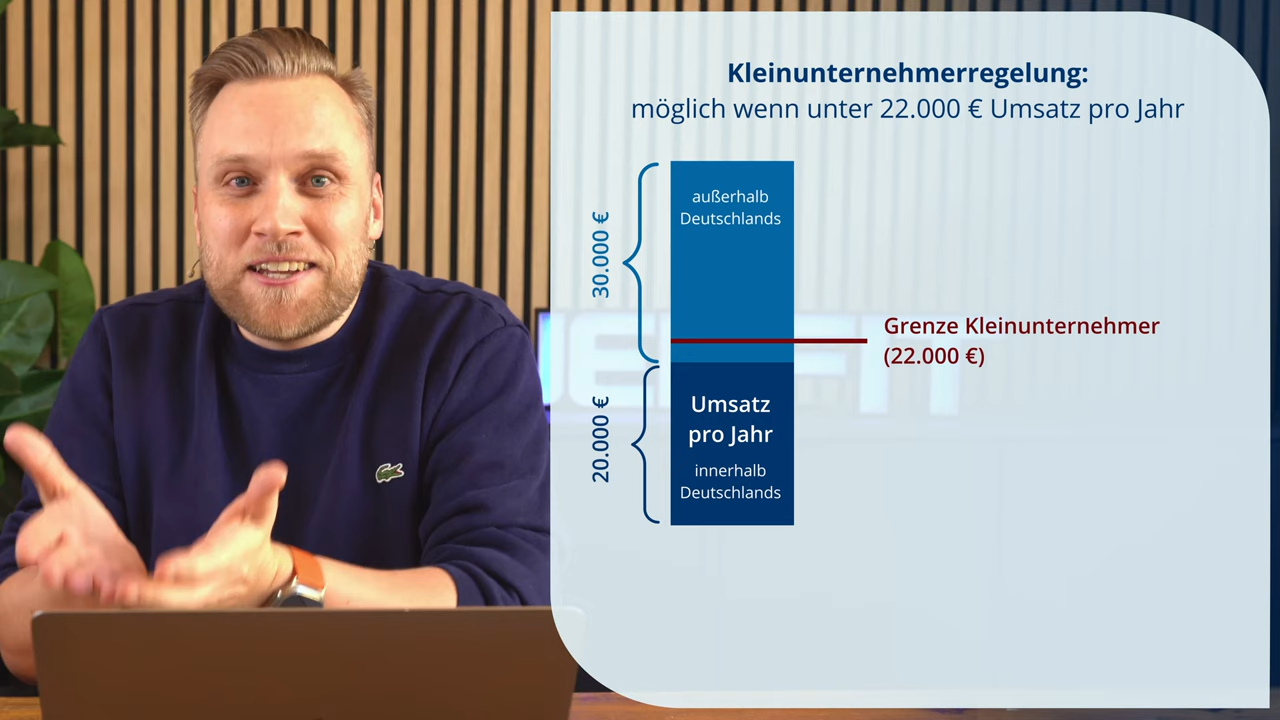 Kleinunternehmerregelung:
möglich wenn unter 22.000 € Umsatz pro Jahr
außerhalb
Deutschlands
30.000 €
Grenze Kleinunternehmer
(22.000 €)
20.000 €
Umsatz
pro Jahr
innerhalb
Deutschlands